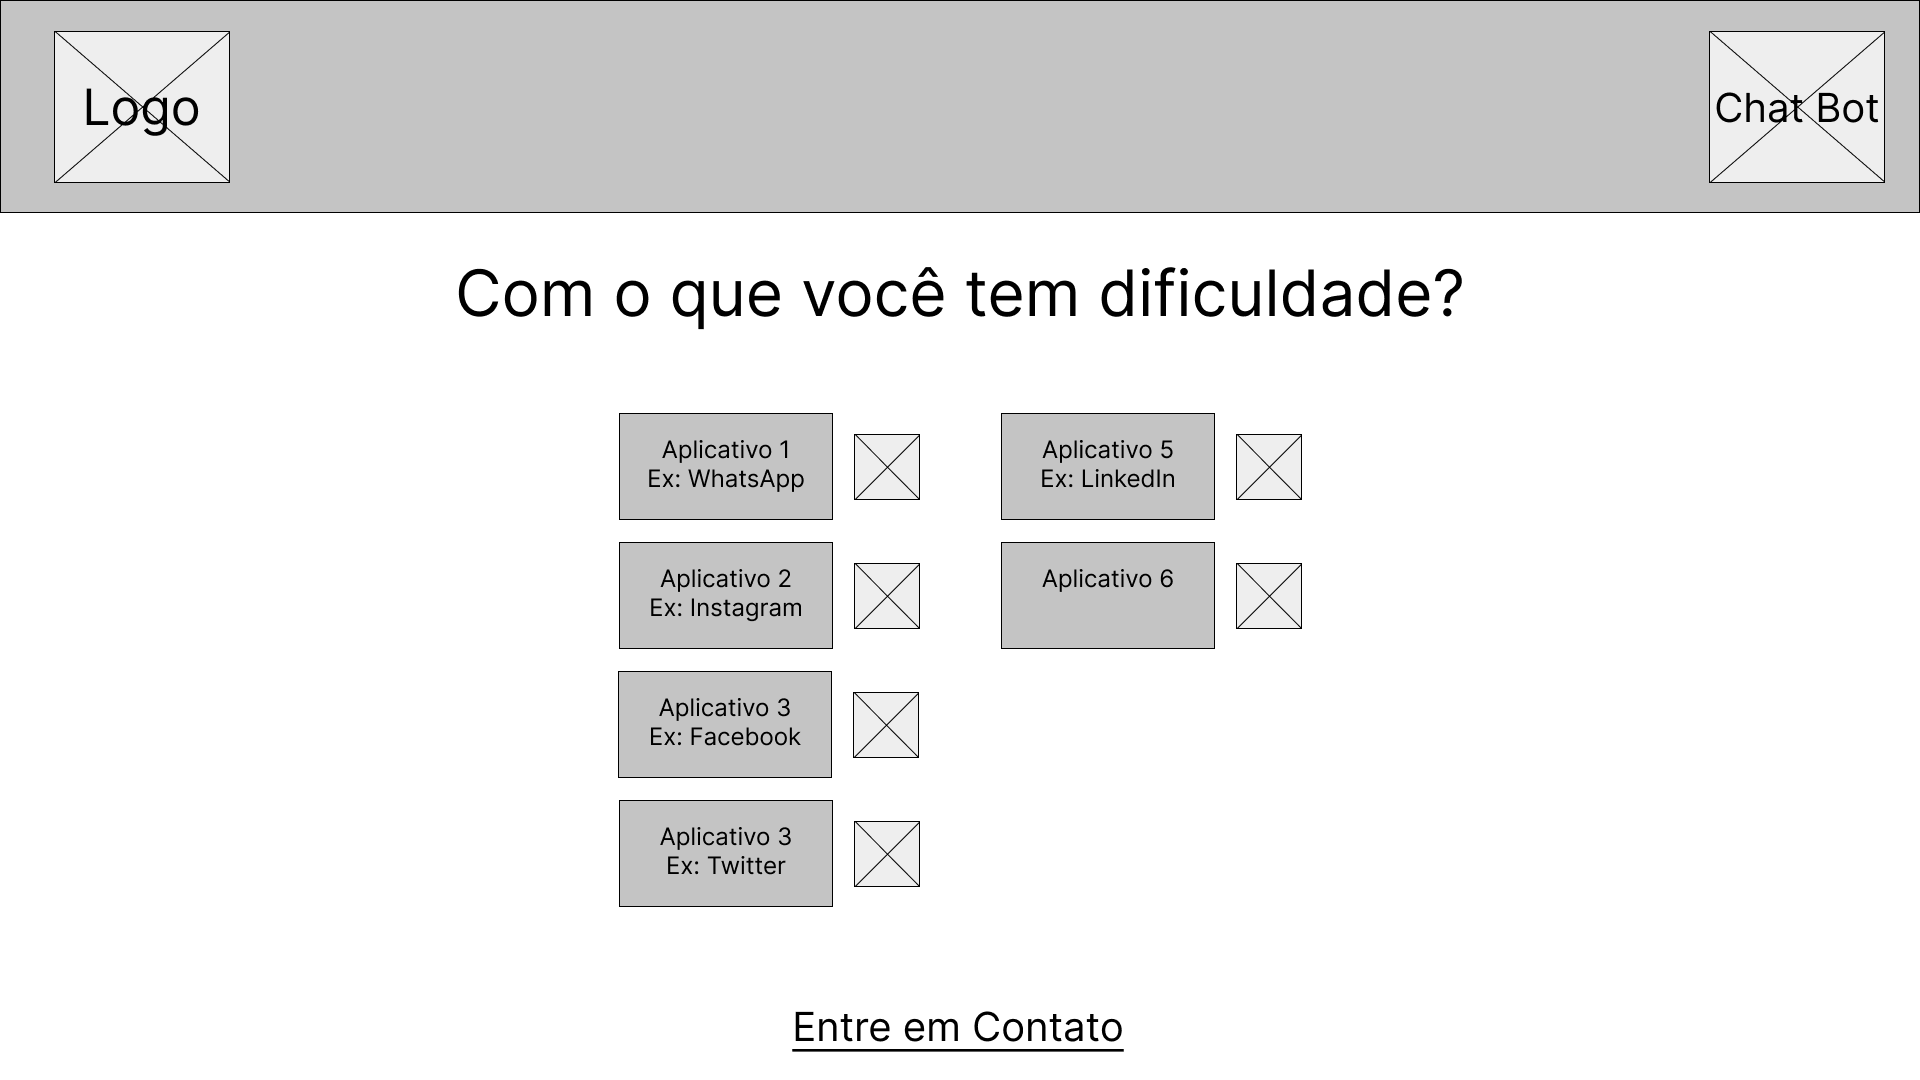 Logo
Chat Bot
Com o que você tem dificuldade?
Aplicativo 1
Ex: WhatsApp
Aplicativo 2
Ex: Instagram
Aplicativo 3
Ex: Facebook
Aplicativo 3
Ex: Twitter
Aplicativo 5
Ex: LinkedIn
Aplicativo 6
Entre em Contato